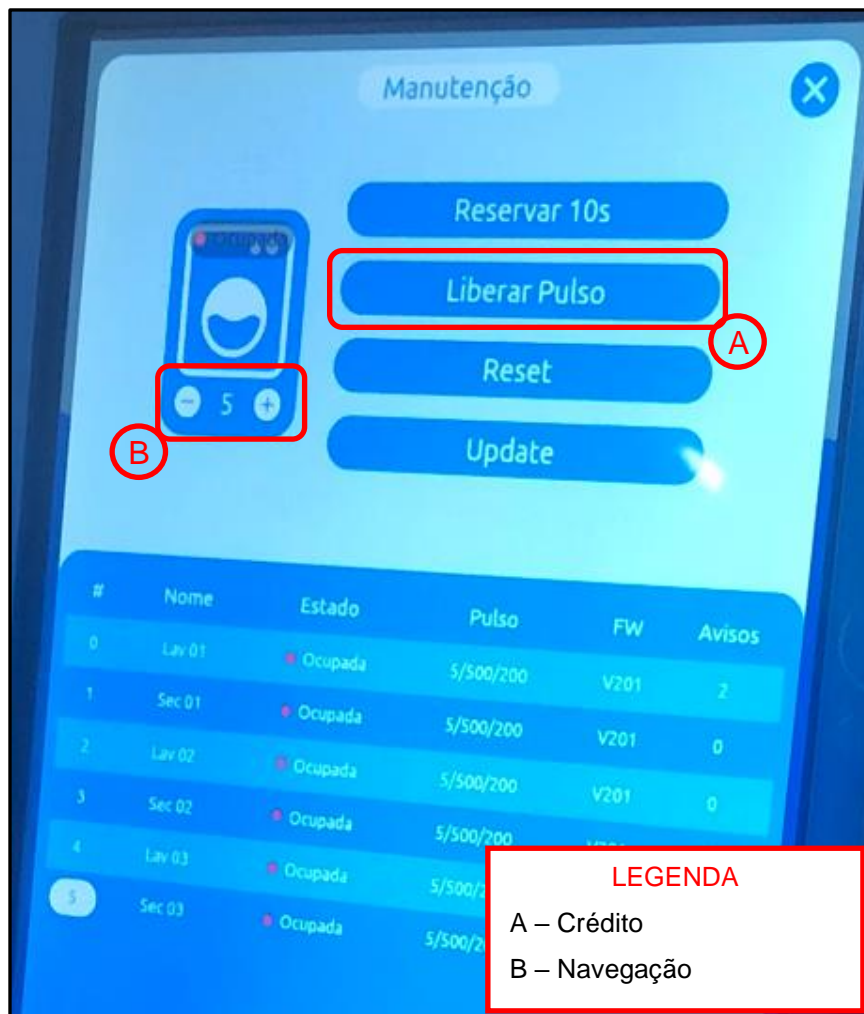 Manutenção
Reservar 10s
Ocupada
Liberar Pulso
A
Reset
5
B
Update
# Nome Estado Pulso FW Avisos
0 Lav 01 Ocupada 5/500/200 V201 2
1 Sec 01 Ocupada 5/500/200 V201 0
2 Lav 02 Ocupada 5/500/200 V201 0
3 Sec 02 Ocupada 5/500/200
4 Lav 03 Ocupada
5 Sec 03 Ocupada
LEGENDA
A – Crédito
B – Navegação